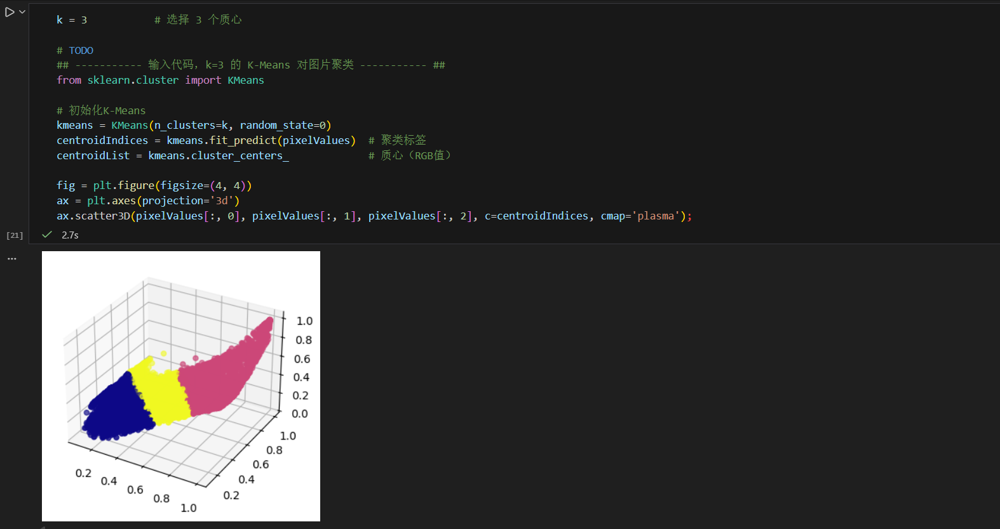 k = 3           # 选择 3 个质心
# TODO
## ----------- 输入代码，k=3 的 K-Means 对图片聚类 ----------- ##
from sklearn.cluster import KMeans
# 初始化K-Means
kmeans = KMeans(n_clusters=k, random_state=0)
centroidIndices = kmeans.fit_predict(pixelValues)  # 聚类标签
centroidList = kmeans.cluster_centers_             # 质心（RGB值）
fig = plt.figure(figsize=(4, 4))
ax = plt.axes(projection='3d')
ax.scatter3D(pixelValues[:, 0], pixelValues[:, 1], pixelValues[:, 2], c=centroidIndices, cmap='plasma');
[21] 2.7s
1.0
0.8
0.6
0.4
0.2
0.0
1.0
0.8
0.6
0.4
0.2
0.2
0.4
0.6
0.8
1.0